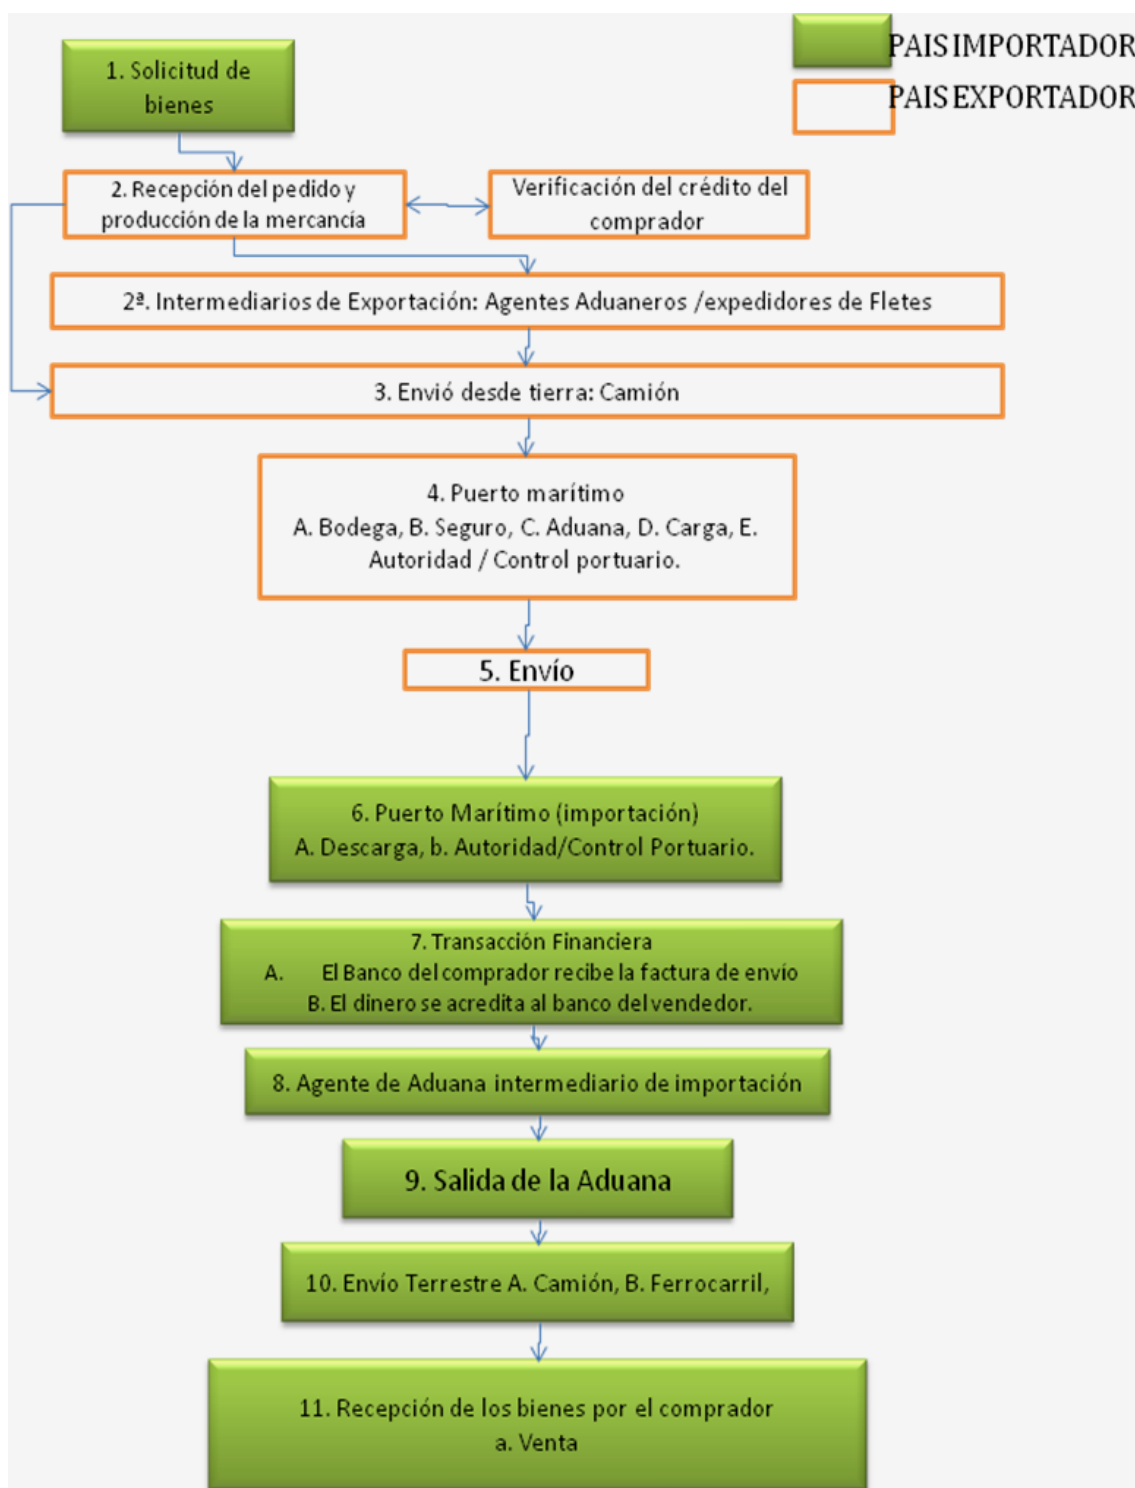 PAIS IMPORTADOR
PAIS EXPORTADOR
1. Solicitud de
bienes
2. Recepción del pedido y
producción de la mercancía
Verificación del crédito del
comprador
2ª. Intermediarios de Exportación: Agentes Aduaneros /expedidores de Fletes
3. Envió desde tierra: Camión
4. Puerto marítimo
A. Bodega, B. Seguro, C. Aduana, D. Carga, E.
Autoridad / Control portuario.
5. Envío
6. Puerto Marítimo (importación)
A. Descarga, b. Autoridad/Control Portuario.
7. Transacción Financiera
A. El Banco del comprador recibe la factura de envío
B. El dinero se acredita al banco del vendedor.
8. Agente de Aduana intermediario de importación
9. Salida de la Aduana
10. Envío Terrestre A. Camión, B. Ferrocarril,
11. Recepción de los bienes por el comprador
a. Venta